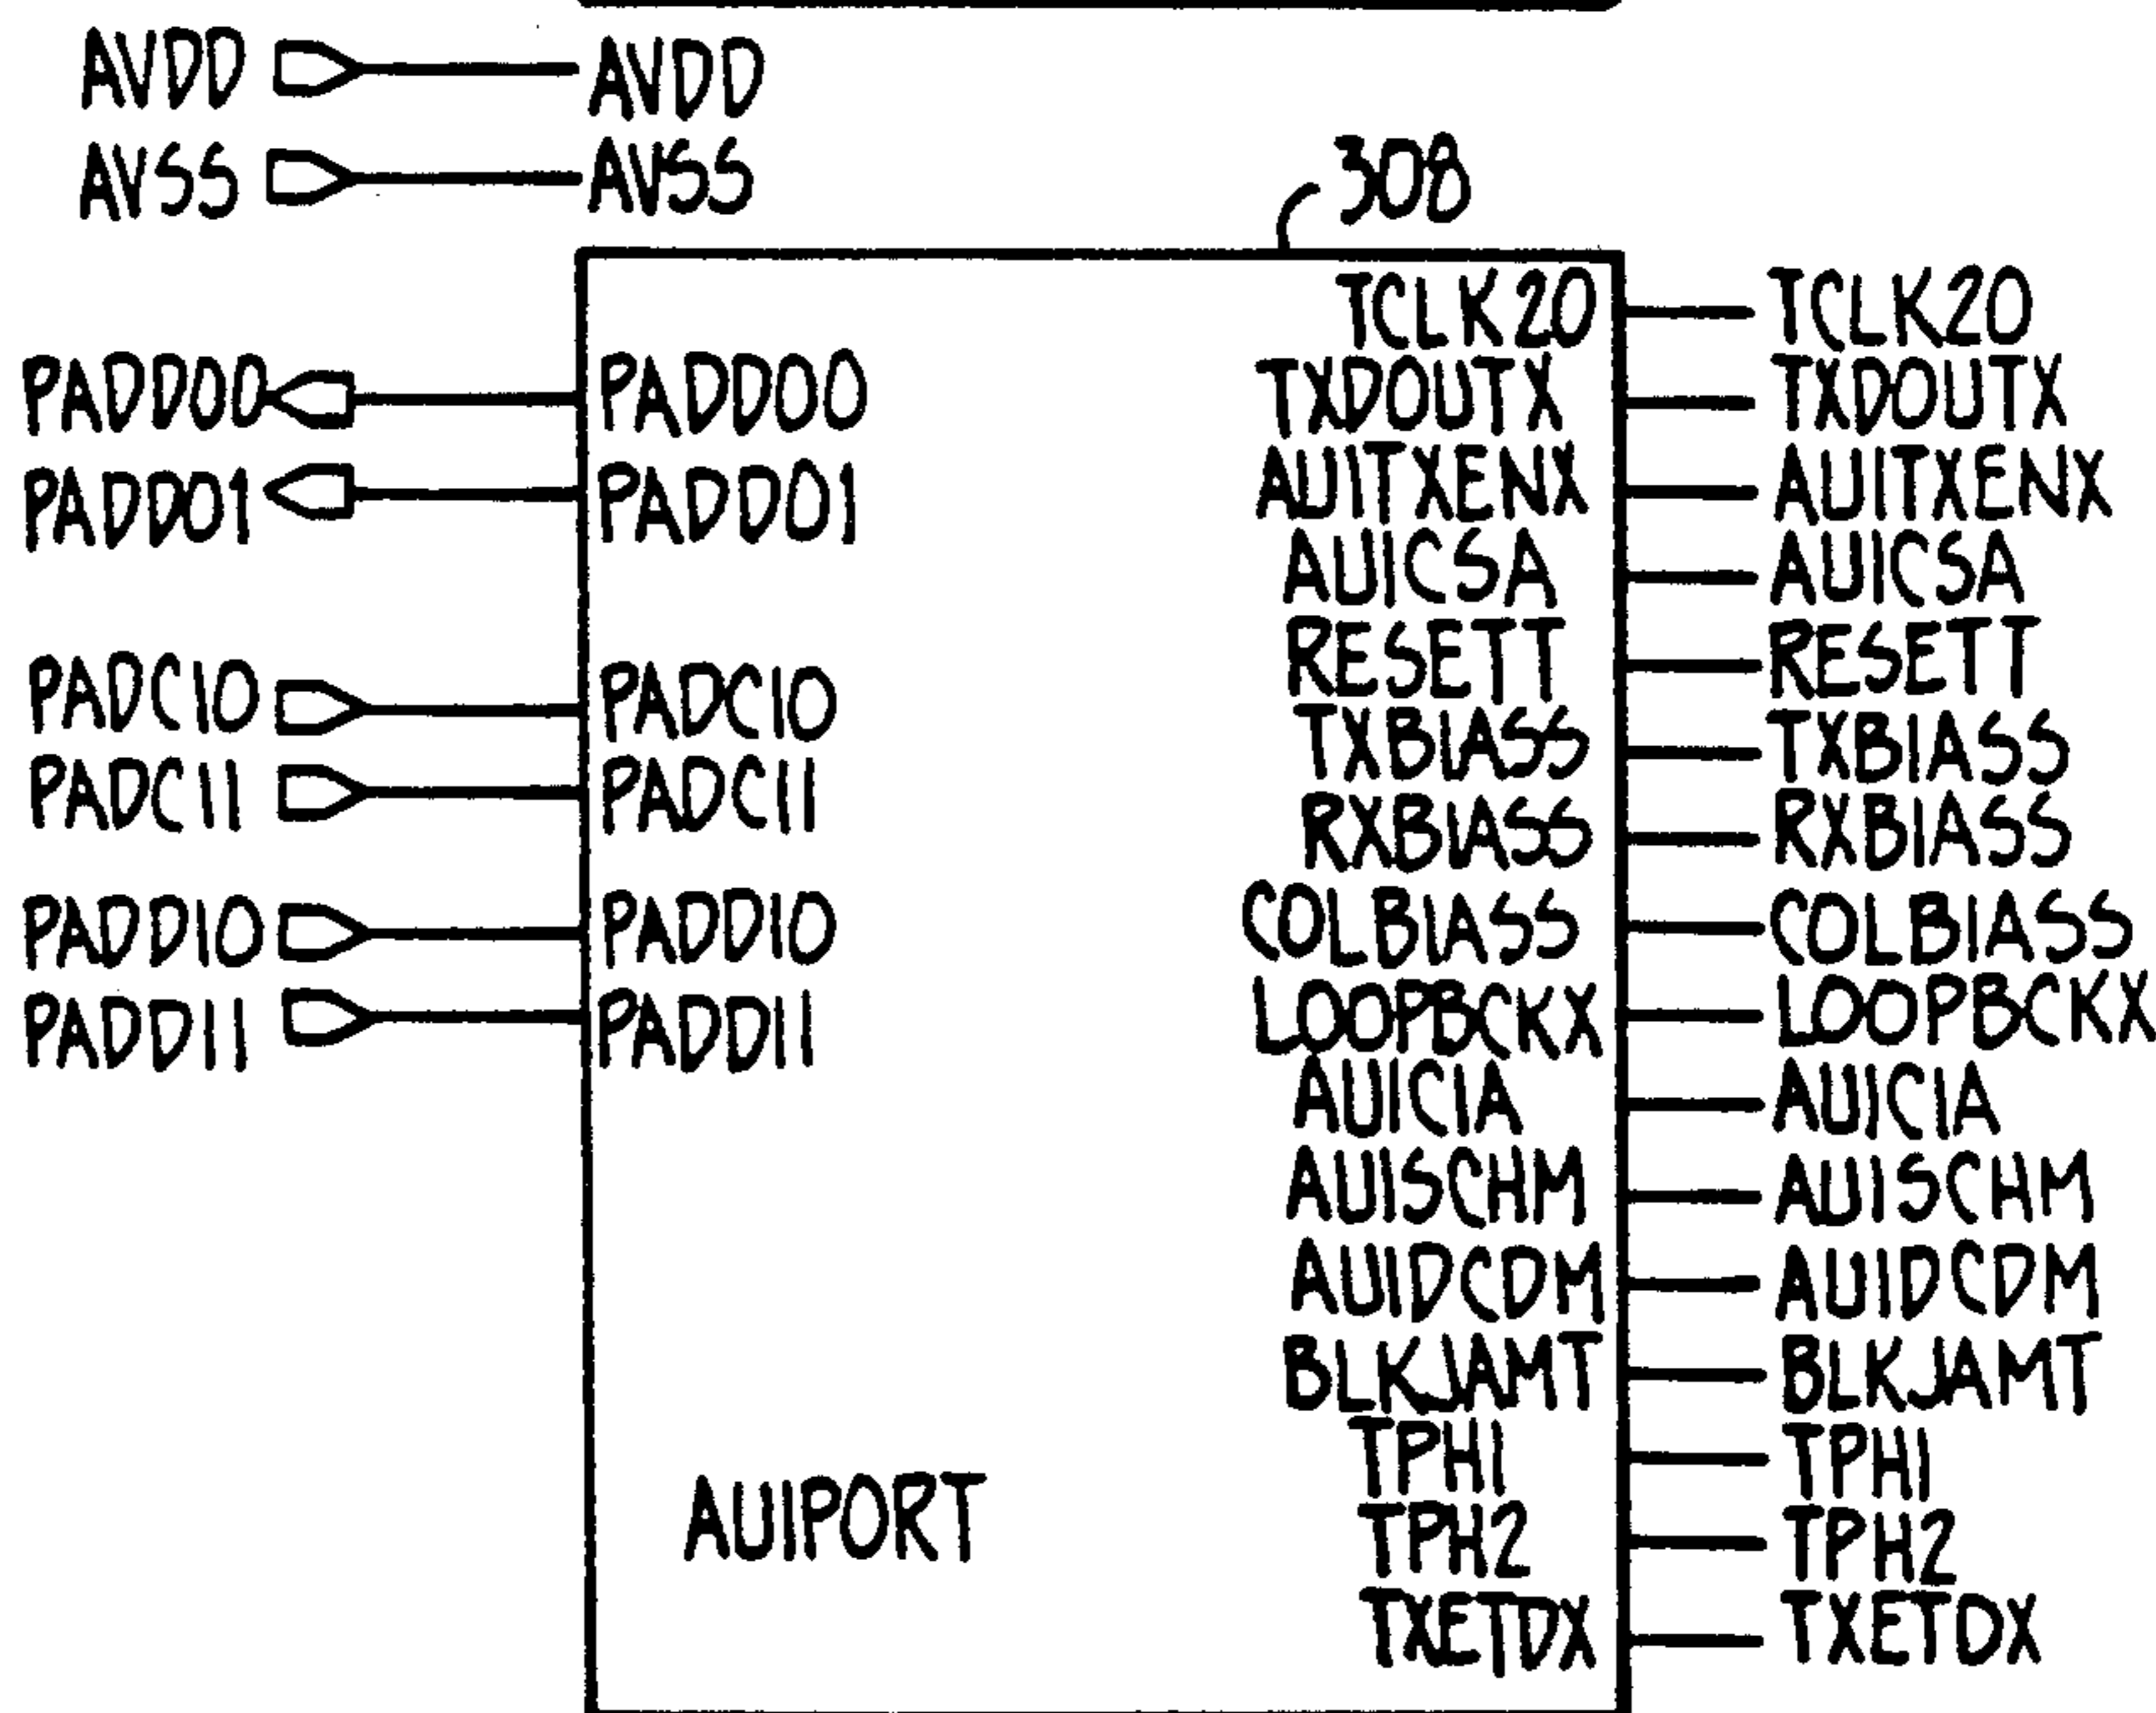 AVDD AVDD
AVSS AVSS
308
TCLK20 TCLK20
PADD00 PADD00 TXDOUTX TXDOUTX
PADD01 PADD01 AUITXENX AUITXENX
AUICSA AUICSA
RESETT RESETT
PADCI0 PADCI0 TXBIASS TXBIASS
PADCI1 PADCI1 RXBIASS RXBIASS
PADDI0 PADDI0 COLBIASS COLBIASS
PADDI1 PADDI1 LOOPBCKX LOOPBCKX
AUICIA AUICIA
AUISCHM AUISCHM
AUIDCDM AUIDCDM
BLKJAMT BLKJAMT
TPH1 TPH1
AUIPORT TPH2 TPH2
TXETDX TXETDX